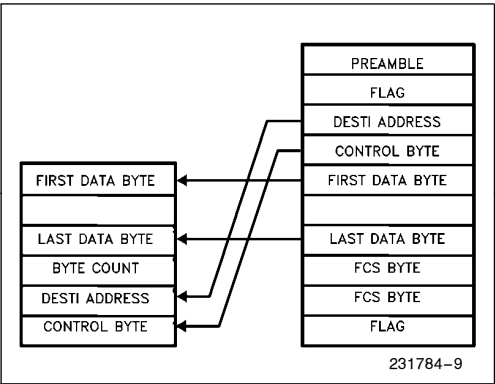 PREAMBLE
FLAG
DESTI ADDRESS
CONTROL BYTE
FIRST DATA BYTE
LAST DATA BYTE
FCS BYTE
FCS BYTE
FLAG
FIRST DATA BYTE
LAST DATA BYTE
BYTE COUNT
DESTI ADDRESS
CONTROL BYTE
231784-9